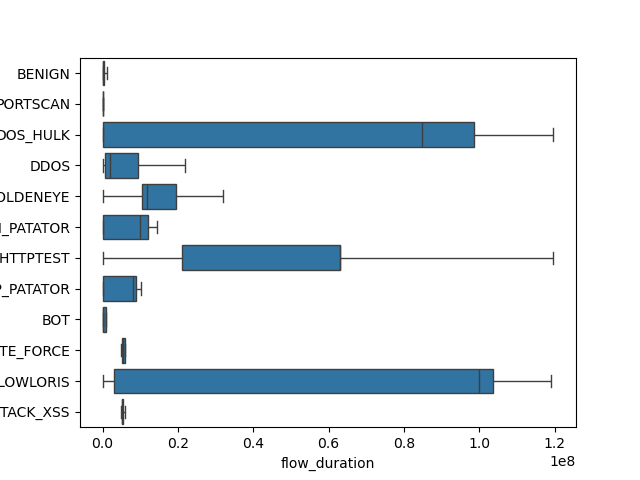 BENIGN
PORTSCAN
DOS_HULK
DDOS
OLDENEYE
_PATATOR
HTTPTEST
P_PATATOR
BOT
TE_FORCE
LOWLORIS
TACK_XSS
0.0 0.2 0.4 0.6 0.8 1.0 1.2
1e8
flow_duration